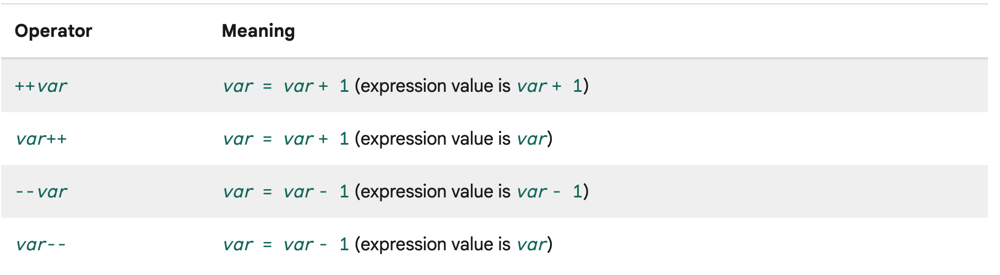 Operator Meaning
++var var = var + 1 (expression value is var + 1)
var++ var = var + 1 (expression value is var)
--var var = var - 1 (expression value is var - 1)
var-- var = var - 1 (expression value is var)